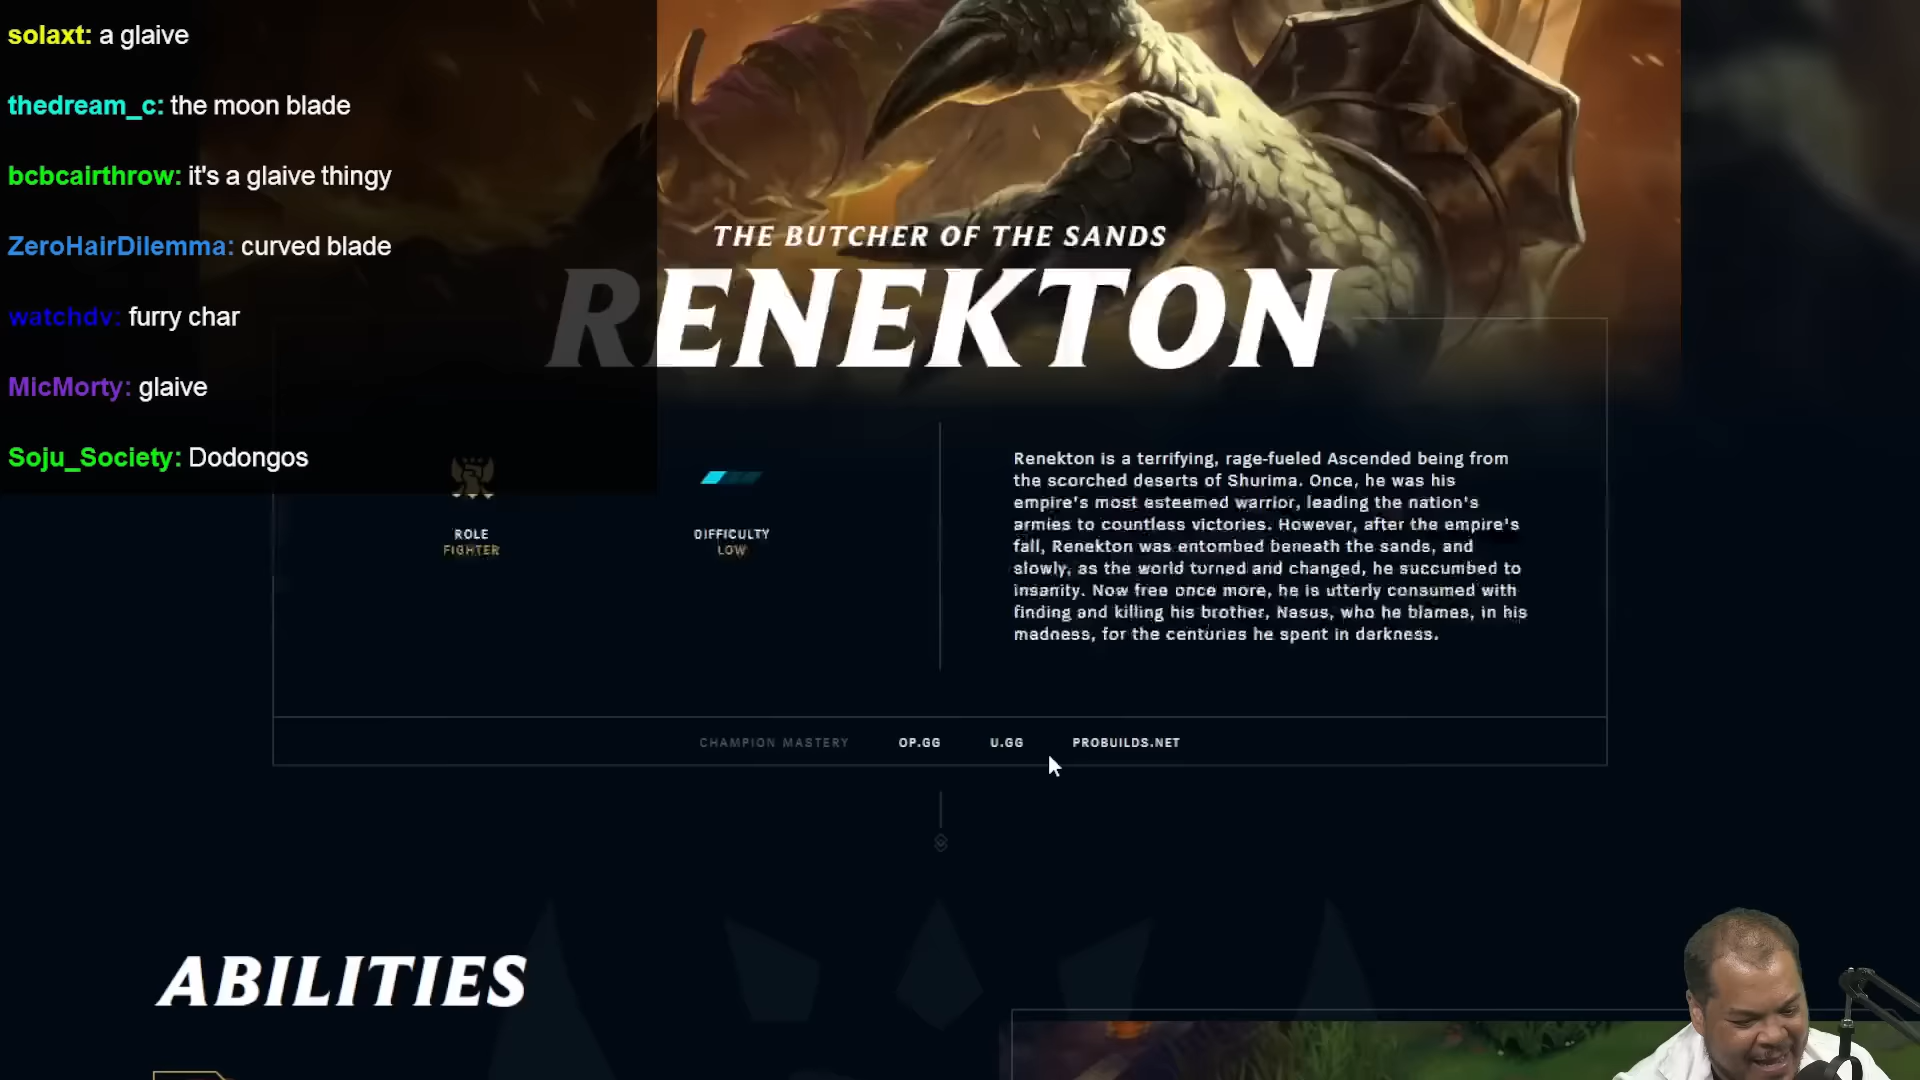 solaxt: a glaive
thedream_c: the moon blade
bcbcairthrow: it's a glaive thingy
ZeroHairDilemma: curved blade
watchdv: furry char
MicMorty: glaive
Soju_Society: Dodongos
THE BUTCHER OF THE SANDS
RENEKTON
ROLE
FIGHTER
DIFFICULTY
LOW
Renekton is a terrifying, rage-fueled Ascended being from
the scorched deserts of Shurima. Once, he was his
empire's most esteemed warrior, leading the nation's
armies to countless victories. However, after the empire's
fall, Renekton was entombed beneath the sands, and
slowly, as the world turned and changed, he succumbed to
insanity. Now free once more, he is utterly consumed with
finding and killing his brother, Nasus, who he blames, in his
madness, for the centuries he spent in darkness.
CHAMPION MASTERY
OP.GG
U.GG
PROBUILDS.NET
ABILITIES